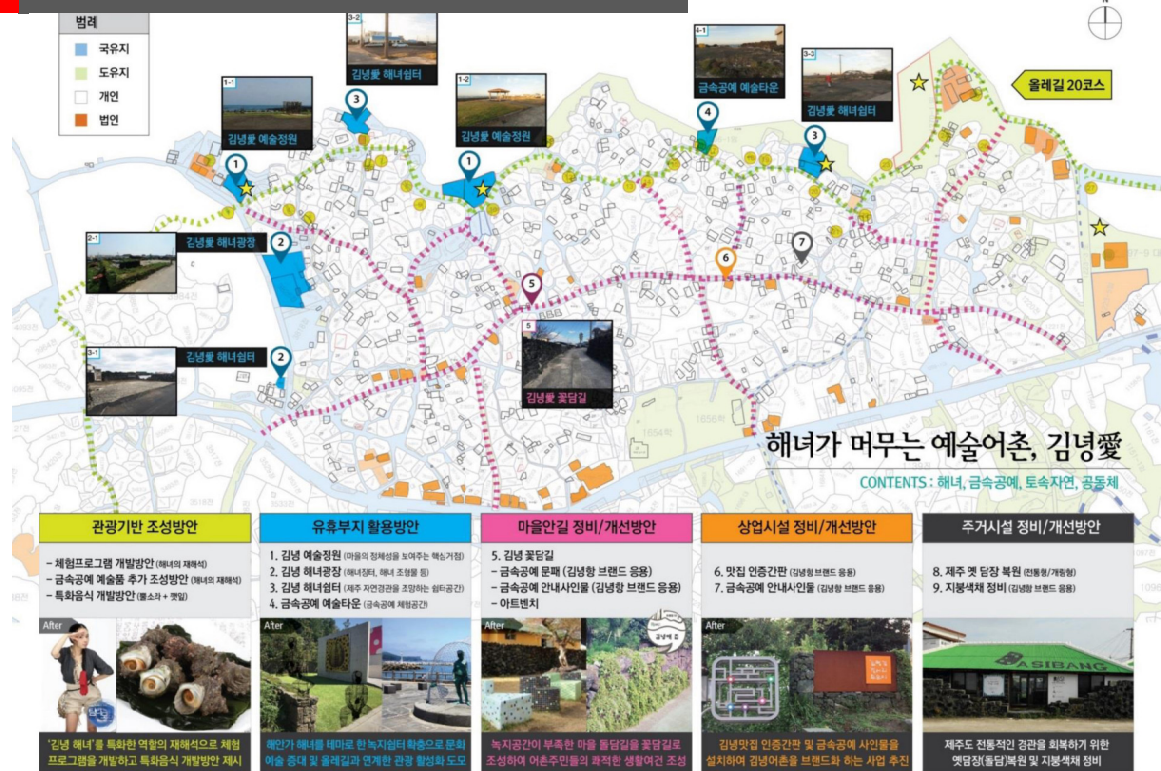 범례
국유지
도유지
개인
법인
N
3-2
김녕愛 해녀쉼터
4-1
금속공예 예술타운
3-3
김녕愛 해녀쉼터
1-1
김녕愛 예술정원
1-2
김녕愛 예술정원
올레길 20코스
3
1
1
4
3
2-1
김녕愛 해녀광장
2
7
6
5
3-1
김녕愛 해녀쉼터
2
5
김녕愛 꽃담길
해녀가 머무는 예술어촌, 김녕愛
CONTENTS : 해녀, 금속공예, 토속자연, 공동체
관광기반 조성방안
- 체험프로그램 개발방안 (해녀의 재해석)
- 금속공예 예술품 추가 조성방안 (해녀의 재해석)
- 특화음식 개발방안 (뿔소라 + 깻잎)
After
'김녕 해녀'를 특화한 역할의 재해석으로 체험
프로그램을 개발하고 특화음식 개발방안 제시
유휴부지 활용방안
1. 김녕 예술정원 (마을의 정체성을 보여주는 핵심거점)
2. 김녕 해녀광장 (해녀장터, 해녀 조형물 등)
3. 김녕 해녀쉼터 (제주 자연경관을 조망하는 쉼터공간)
4. 금속공예 예술타운 (금속공예 체험공간)
After
해안가 해녀를 테마로 한 녹지쉼터 확충으로 문화
예술 증대 및 올레길과 연계한 관광 활성화 도모
마을안길 정비/개선방안
5. 김녕 꽃담길
- 금속공예 문패 (김녕항 브랜드 응용)
- 금속공예 안내사인물 (김녕항 브랜드 응용)
- 아트벤치
After
녹지공간이 부족한 마을 돌담길을 꽃담길로
조성하여 어촌주민들의 쾌적한 생활여건 조성
상업시설 정비/개선방안
6. 맛집 인증간판 (김녕항 브랜드 응용)
7. 금속공예 안내사인물 (김녕항 브랜드 응용)
After
김녕맛집 인증간판 및 금속공예 사인물을
설치하여 김녕어촌을 브랜드화 하는 사업 추진
주거시설 정비/개선방안
8. 제주 옛 담장 복원 (전통형/개량형)
9. 지붕색채 정비 (김녕항 브랜드 응용)
BASIBANG
제주도 전통적인 경관을 회복하기 위한
옛담장(돌담)복원 및 지붕색채 정비